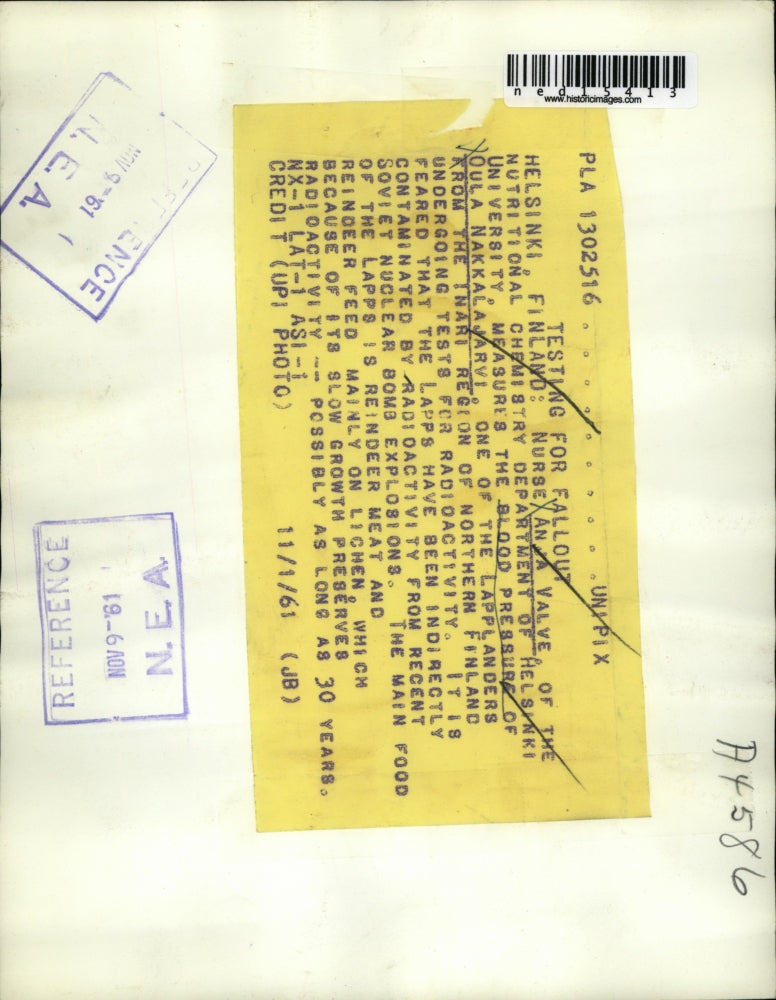 ned15413
www.historicimages.com
PLA 1302516 . . . . . . . . . . UNIPIX
TESTING FOR FALLOUT
HELSINKI, FINLAND: NURSE VALVE OF THE
NUTRITIONAL CHEMISTRY DEPARTMENT OF HELSINKI
UNIVERSITY, MEASURES THE BLOOD PRESSURE OF
OULA NAKKALAJARVI, ONE OF THE LAPPLANDERS
FROM THE INARI REGION OF NORTHERN FINLAND
UNDERGOING TESTS FOR RADIOACTIVITY. IT IS
FEARED THAT THE LAPPS HAVE BEEN INDIRECTLY
CONTAMINATED BY RADIOACTIVITY FROM RECENT
SOVIET NUCLEAR BOMB EXPLOSIONS. THE MAIN FOOD
OF THE LAPPS IS REINDEER MEAT AND
REINDEER FEED MAINLY ON LICHEN, WHICH
BECAUSE OF ITS SLOW GROWTH PRESERVES
RADIOACTIVITY -- POSSIBLY AS LONG AS 30 YEARS.
NX-1 LAT-1 ASI-1
CREDIT (UPI PHOTO) 11/1/61 (JB)
REFERENCE
NOV 9-61
N.E.A.
REFERENCE
NOV 9-61
N.E.A.
A4586